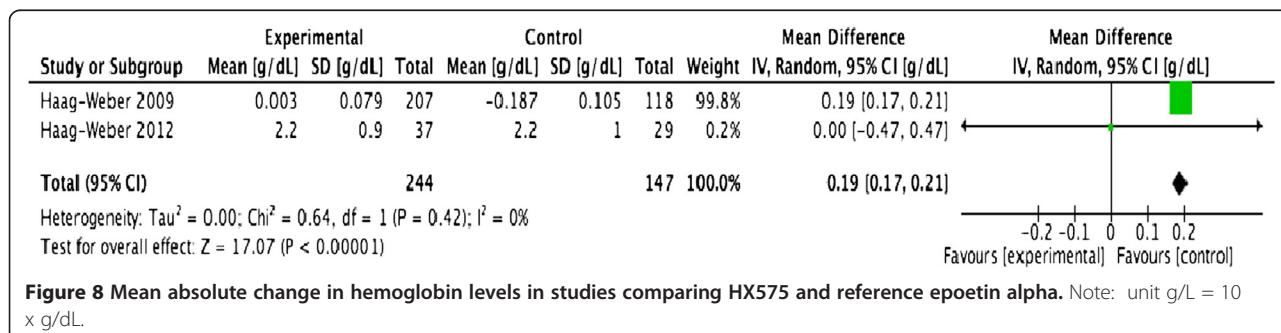 Experimental Control Mean Difference Mean Difference
Study or Subgroup Mean [g/dL] SD [g/dL] Total Mean [g/dL] SD [g/dL] Total Weight IV, Random, 95% CI [g/dL] IV, Random, 95% CI [g/dL]
Haag-Weber 2009 0.003 0.079 207 -0.187 0.105 118 99.8% 0.19 [0.17, 0.21]
Haag-Weber 2012 2.2 0.9 37 2.2 1 29 0.2% 0.00 [-0.47, 0.47]
Total (95% CI) 244 147 100.0% 0.19 [0.17, 0.21]
Heterogeneity: Tau² = 0.00; Chi² = 0.64, df = 1 (P = 0.42); I² = 0%
Test for overall effect: Z = 17.07 (P < 0.00001)
-0.2 -0.1 0 0.1 0.2
Favours [experimental] Favours [control]
Figure 8 Mean absolute change in hemoglobin levels in studies comparing HX575 and reference epoetin alpha. Note: unit g/L = 10
x g/dL.